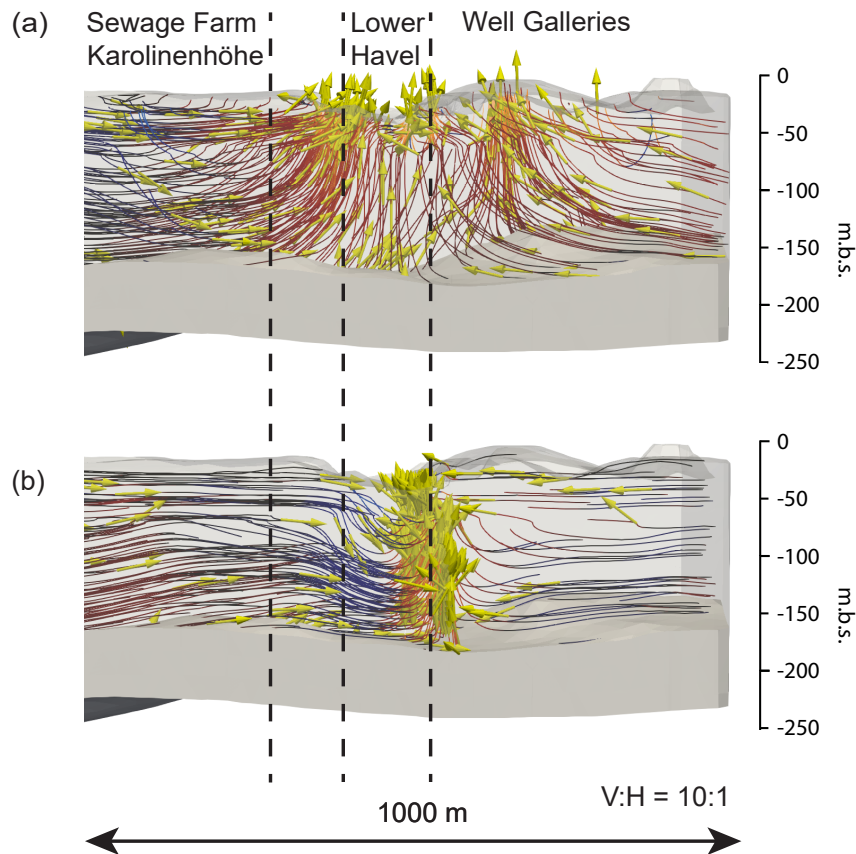 (a)
Sewage Farm
Karolinenhöhe
Lower
Havel
Well Galleries
0
-50
-100
-150
-200
-250
m.b.s.
(b)
0
-50
-100
-150
-200
-250
m.b.s.
V:H = 10:1
1000 m